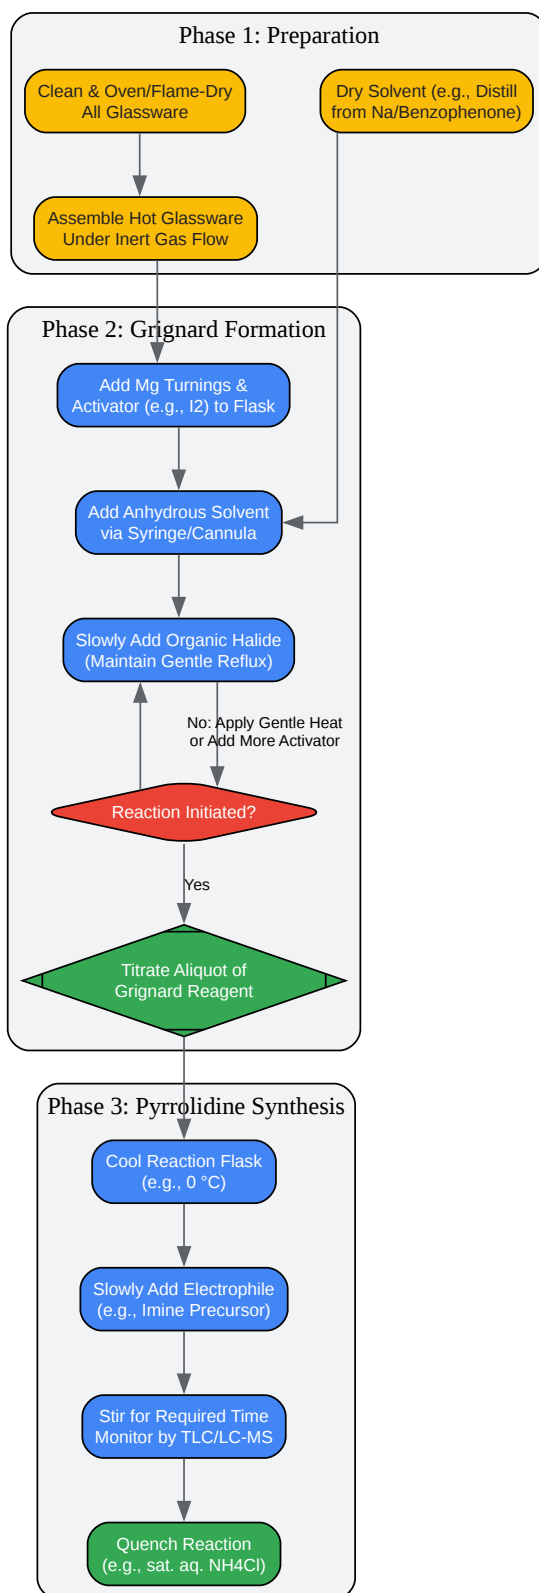 Phase 1: Preparation
Clean & Oven/Flame-Dry
All Glassware
Dry Solvent (e.g., Distill
from Na/Benzophenone)
Assemble Hot Glassware
Under Inert Gas Flow
Phase 2: Grignard Formation
Add Mg Turnings &
Activator (e.g., I2) to Flask
Add Anhydrous Solvent
via Syringe/Cannula
Slowly Add Organic Halide
(Maintain Gentle Reflux)
No: Apply Gentle Heat
or Add More Activator
Reaction Initiated?
Yes
Titrate Aliquot of
Grignard Reagent
Phase 3: Pyrrolidine Synthesis
Cool Reaction Flask
(e.g., 0 °C)
Slowly Add Electrophile
(e.g., Imine Precursor)
Stir for Required Time
Monitor by TLC/LC-MS
Quench Reaction
(e.g., sat. aq. NH4Cl)